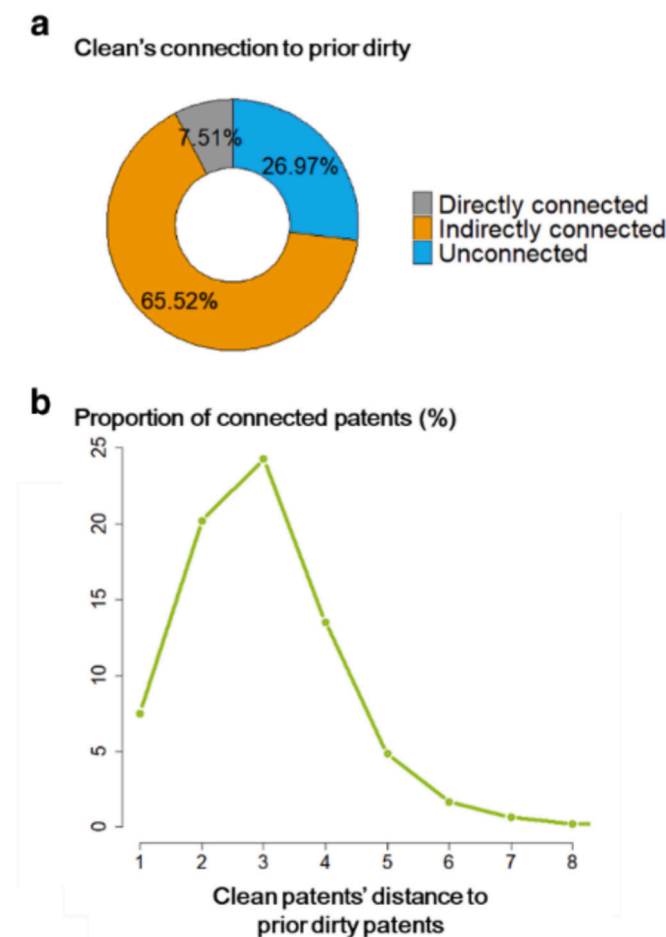 a
Clean's connection to prior dirty
7.51%
26.97%
65.52%
Directly connected
Indirectly connected
Unconnected
b
Proportion of connected patents (%)
25
20
15
10
5
0
1 2 3 4 5 6 7 8
Clean patents' distance to
prior dirty patents